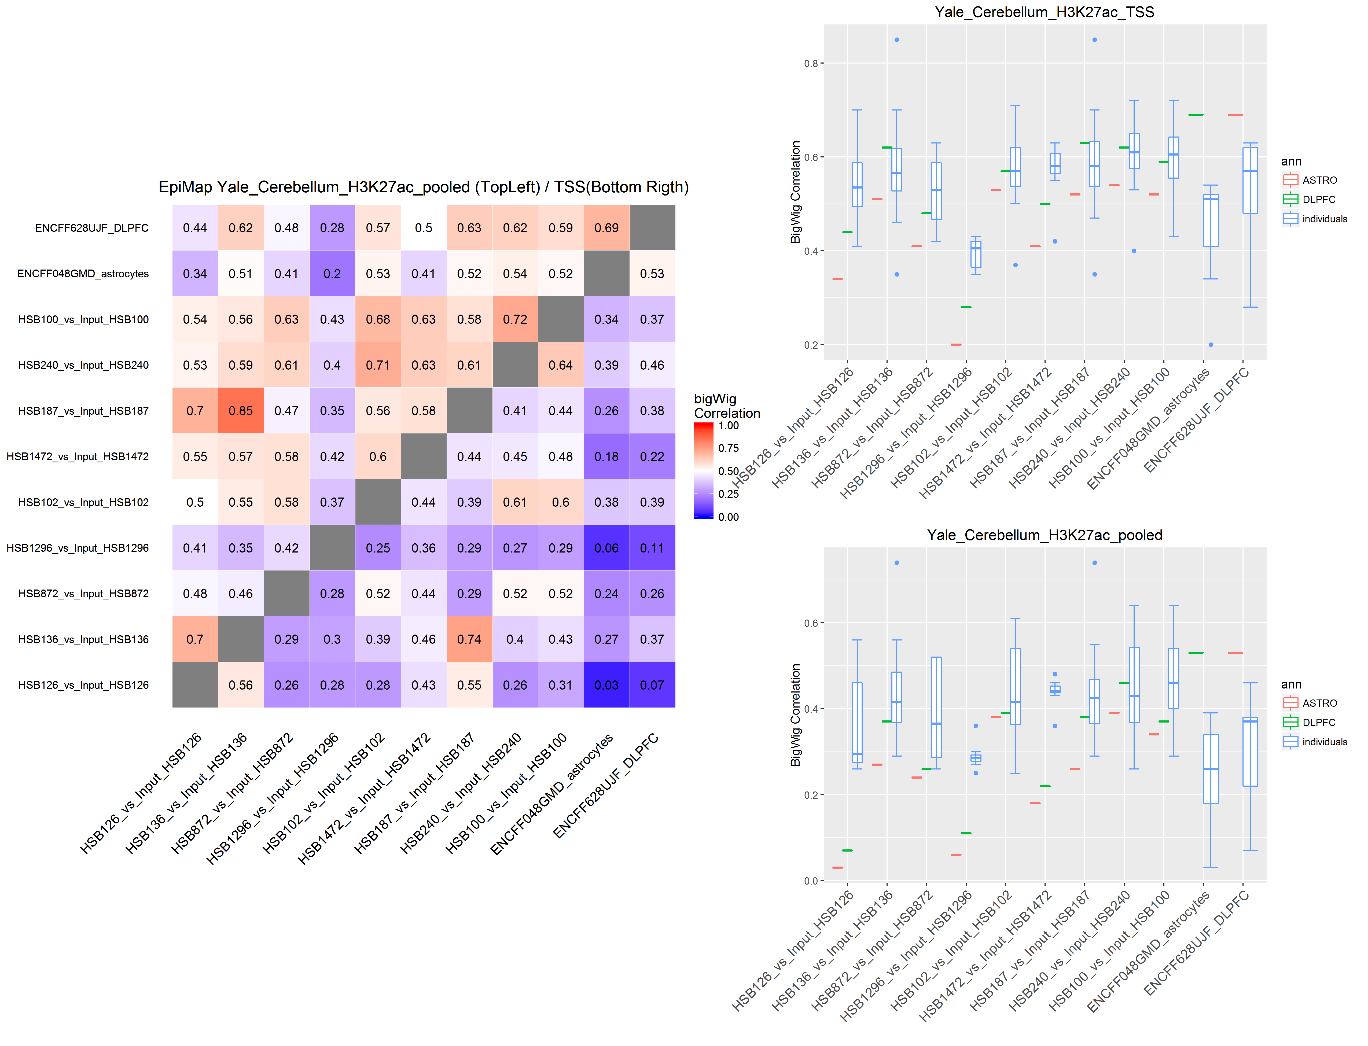 EpiMap Yale_Cerebellum_H3K27ac_pooled (TopLeft) / TSS(Bottom Rigth)
ENCFF628UJF_DLPFC 0.44 0.62 0.48 0.28 0.57 0.5 0.63 0.62 0.59 0.69
ENCFF048GMD_astrocytes 0.34 0.51 0.41 0.2 0.53 0.41 0.52 0.54 0.52 0.53
HSB100_vs_Input_HSB100 0.54 0.56 0.63 0.43 0.68 0.63 0.58 0.72 0.34 0.37
HSB240_vs_Input_HSB240 0.53 0.59 0.61 0.4 0.71 0.63 0.61 0.64 0.39 0.46
HSB187_vs_Input_HSB187 0.7 0.85 0.47 0.35 0.56 0.58 0.41 0.44 0.26 0.38
HSB1472_vs_Input_HSB1472 0.55 0.57 0.58 0.42 0.6 0.44 0.45 0.48 0.18 0.22
HSB102_vs_Input_HSB102 0.5 0.55 0.58 0.37 0.44 0.39 0.61 0.6 0.38 0.39
HSB1296_vs_Input_HSB1296 0.41 0.35 0.42 0.25 0.36 0.29 0.27 0.29 0.06 0.11
HSB872_vs_Input_HSB872 0.48 0.46 0.28 0.52 0.44 0.29 0.52 0.52 0.24 0.26
HSB136_vs_Input_HSB136 0.7 0.29 0.3 0.39 0.46 0.74 0.4 0.43 0.27 0.37
HSB126_vs_Input_HSB126 0.56 0.26 0.28 0.28 0.43 0.55 0.26 0.31 0.03 0.07
HSB126_vs_Input_HSB126
HSB136_vs_Input_HSB136
HSB872_vs_Input_HSB872
HSB1296_vs_Input_HSB1296
HSB102_vs_Input_HSB102
HSB1472_vs_Input_HSB1472
HSB187_vs_Input_HSB187
HSB240_vs_Input_HSB240
HSB100_vs_Input_HSB100
ENCFF048GMD_astrocytes
ENCFF628UJF_DLPFC
bigWig
Correlation
1.00
0.75
0.50
0.25
0.00
Yale_Cerebellum_H3K27ac_TSS
BigWig Correlation
0.8
0.6
0.4
0.2
HSB126_vs_Input_HSB126
HSB136_vs_Input_HSB136
HSB872_vs_Input_HSB872
HSB1296_vs_Input_HSB1296
HSB102_vs_Input_HSB102
HSB1472_vs_Input_HSB1472
HSB187_vs_Input_HSB187
HSB240_vs_Input_HSB240
HSB100_vs_Input_HSB100
ENCFF048GMD_astrocytes
ENCFF628UJF_DLPFC
ann
ASTRO
DLPFC
individuals
Yale_Cerebellum_H3K27ac_pooled
BigWig Correlation
0.6
0.4
0.2
0.0
HSB126_vs_Input_HSB126
HSB136_vs_Input_HSB136
HSB872_vs_Input_HSB872
HSB1296_vs_Input_HSB1296
HSB102_vs_Input_HSB102
HSB1472_vs_Input_HSB1472
HSB187_vs_Input_HSB187
HSB240_vs_Input_HSB240
HSB100_vs_Input_HSB100
ENCFF048GMD_astrocytes
ENCFF628UJF_DLPFC
ann
ASTRO
DLPFC
individuals